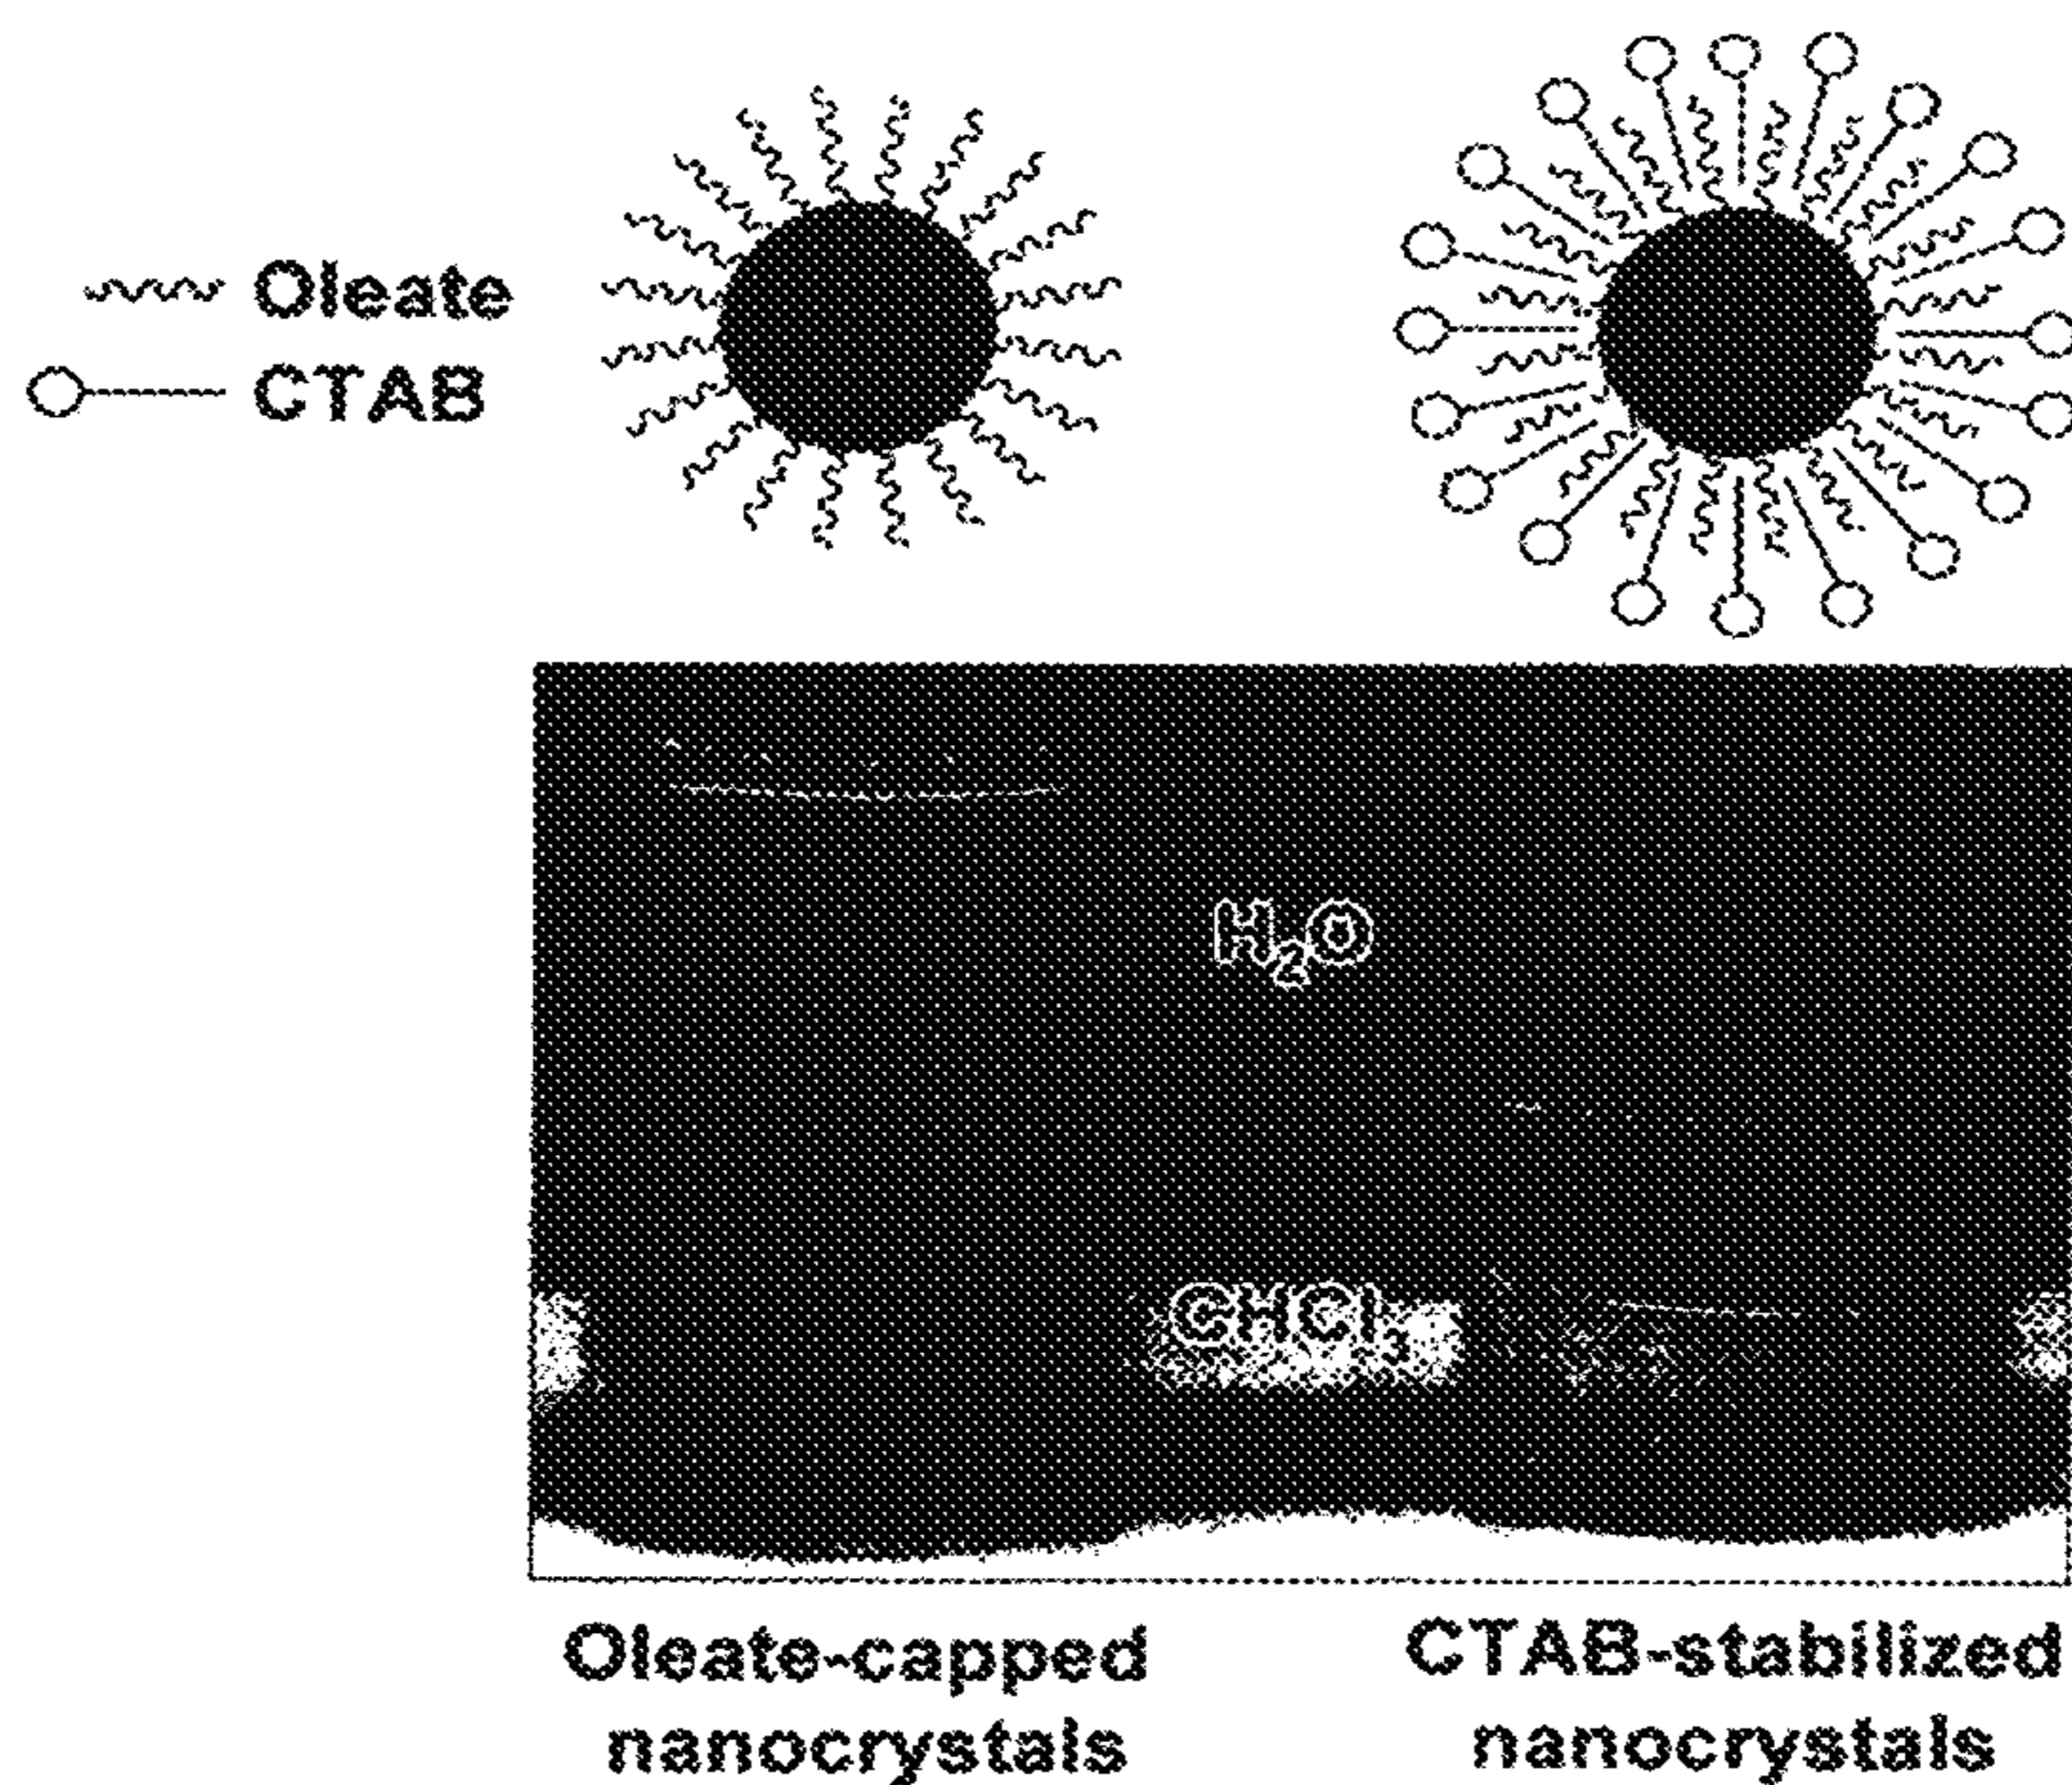 Oleate
CTAB
H₂O
CHCl₃
Oleate-capped
nanocrystals
CTAB-stabilized
nanocrystals